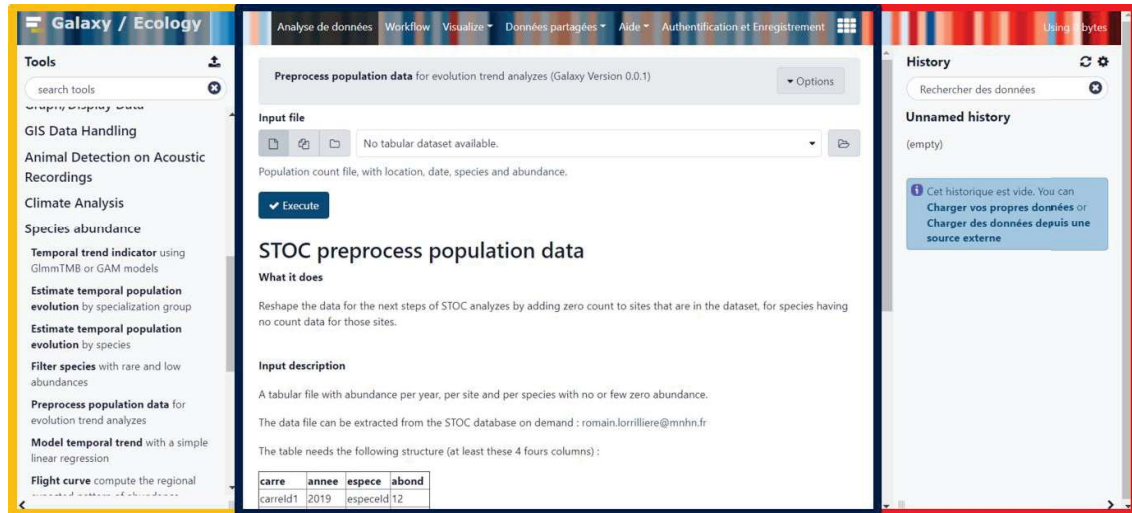 Galaxy / Ecology
Analyse de données Workflow Visualize Données partagées Aide Authentification et Enregistrement
Using bytes
Tools
search tools
Graph/Display Data
GIS Data Handling
Animal Detection on Acoustic
Recordings
Climate Analysis
Species abundance
Temporal trend indicator using
GlmmTMB or GAM models
Estimate temporal population
evolution by specialization group
Estimate temporal population
evolution by species
Filter species with rare and low
abundances
Preprocess population data for
evolution trend analyzes
Model temporal trend with a simple
linear regression
Flight curve compute the regional
expected pattern of abundance
Preprocess population data for evolution trend analyzes (Galaxy Version 0.0.1)
Options
Input file
No tabular dataset available.
Population count file, with location, date, species and abundance.
Execute
STOC preprocess population data
What it does
Reshape the data for the next steps of STOC analyzes by adding zero count to sites that are in the dataset, for species having
no count data for those sites.
Input description
A tabular file with abundance per year, per site and per species with no or few zero abundance.
The data file can be extracted from the STOC database on demand : romain.lorrilliere@mnhn.fr
The table needs the following structure (at least these 4 fours columns) :
carre annee espece abond
carreId1 2019 especeId 12
History
Rechercher des données
Unnamed history
(empty)
Cet historique est vide. You can
Charger vos propres données or
Charger des données depuis une
source externe